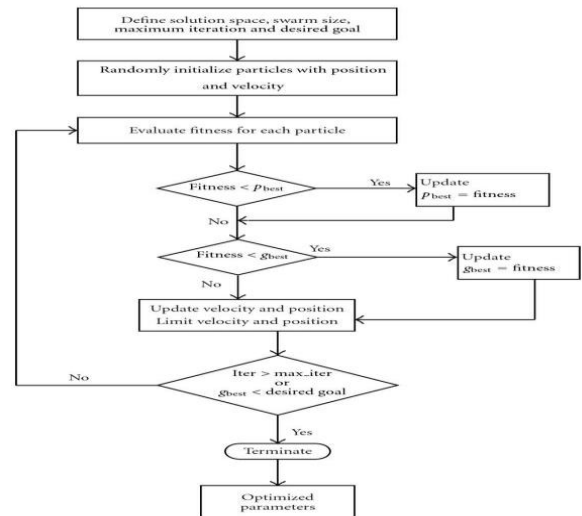 Define solution space, swarm size,
maximum iteration and desired goal
Randomly initialize particles with position
and velocity
Evaluate fitness for each particle
Fitness < pbest
Yes
Update
pbest = fitness
No
Fitness < gbest
Yes
Update
gbest = fitness
No
Update velocity and position
Limit velocity and position
Iter > max_iter
or
gbest < desired goal
No
Yes
Terminate
Optimized
parameters